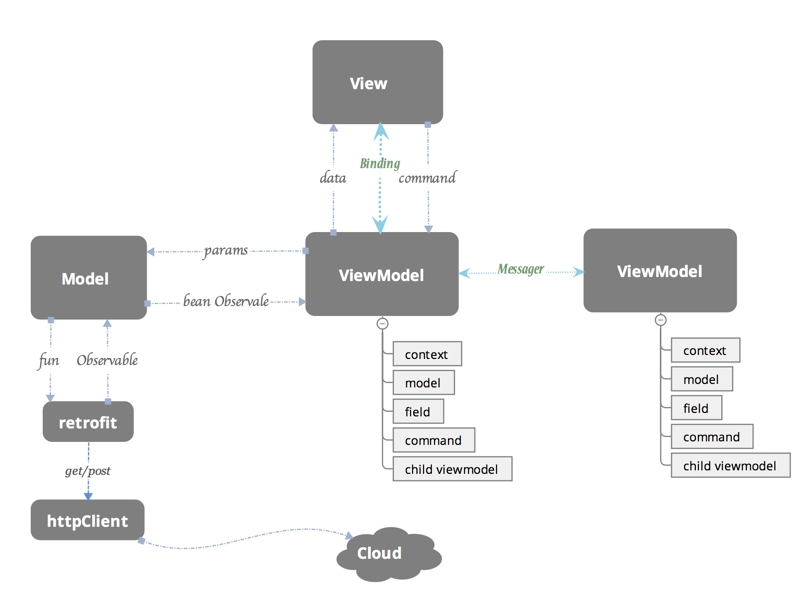 View
Binding
data
command
Model
params
bean Observale
ViewModel
Messager
ViewModel
fun
Observable
context
model
field
command
child viewmodel
context
model
field
command
child viewmodel
retrofit
get/post
httpClient
Cloud